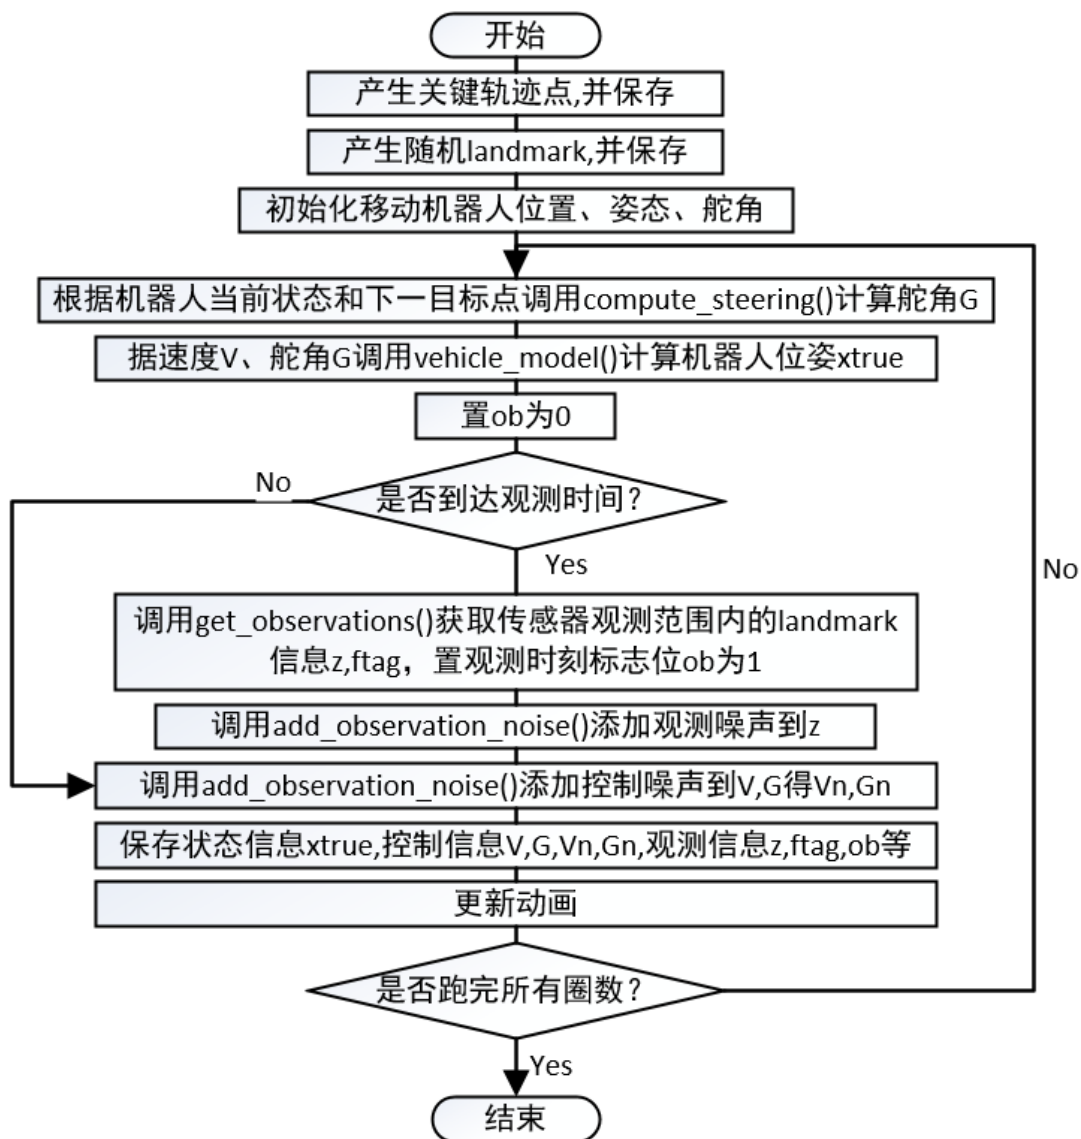 开始
产生关键轨迹点,并保存
产生随机landmark,并保存
初始化移动机器人位置、姿态、舵角
根据机器人当前状态和下一目标点调用compute_steering()计算舵角G
据速度V、舵角G调用vehicle_model()计算机器人位姿xtrue
置ob为0
No
是否到达观测时间？
Yes
No
调用get_observations()获取传感器观测范围内的landmark
信息z,ftag，置观测时刻标志位ob为1
调用add_observation_noise()添加观测噪声到z
调用add_observation_noise()添加控制噪声到V,G得Vn,Gn
保存状态信息xtrue,控制信息V,G,Vn,Gn,观测信息z,ftag,ob等
更新动画
是否跑完所有圈数？
Yes
结束